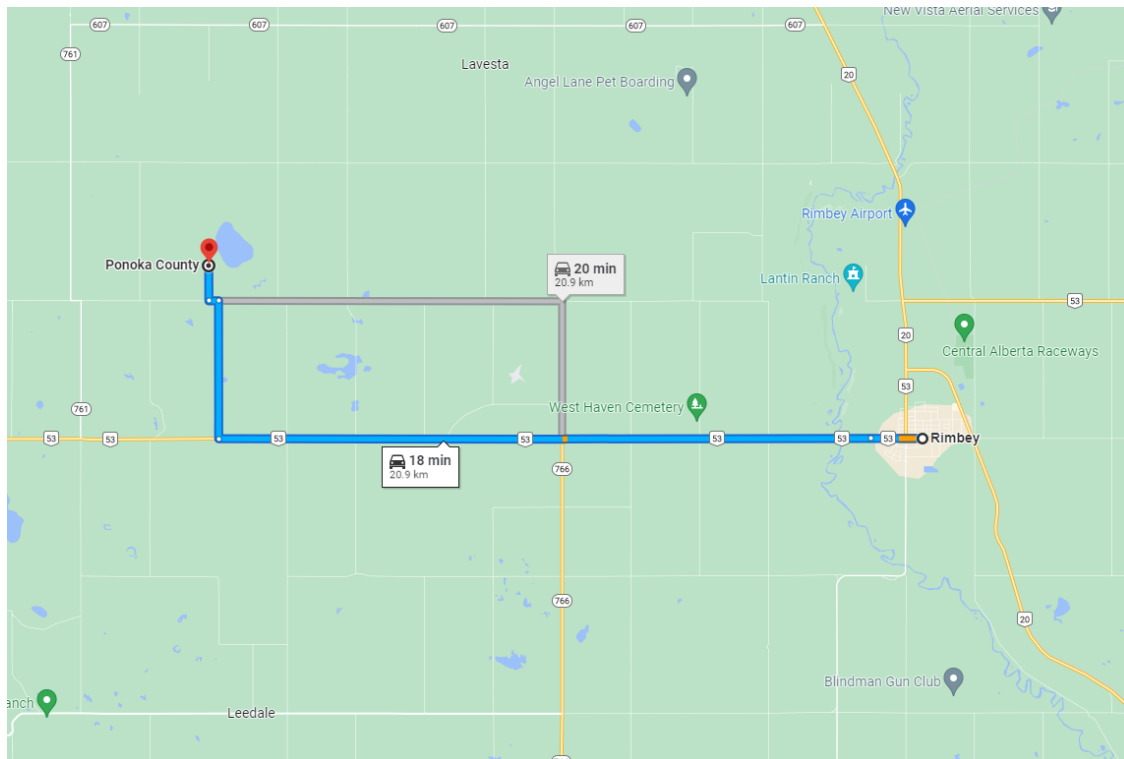 New Vista Aerial Services
607
607
607
607
607
761
20
Lavesta
Angel Lane Pet Boarding
Rimbey Airport
Ponoka County
20 min
20.9 km
Lantin Ranch
53
20
Central Alberta Raceways
53
761
West Haven Cemetery
53
53
53
53
53
53
53
Rimbey
18 min
20.9 km
766
766
20
Blindman Gun Club
anch
Leedale